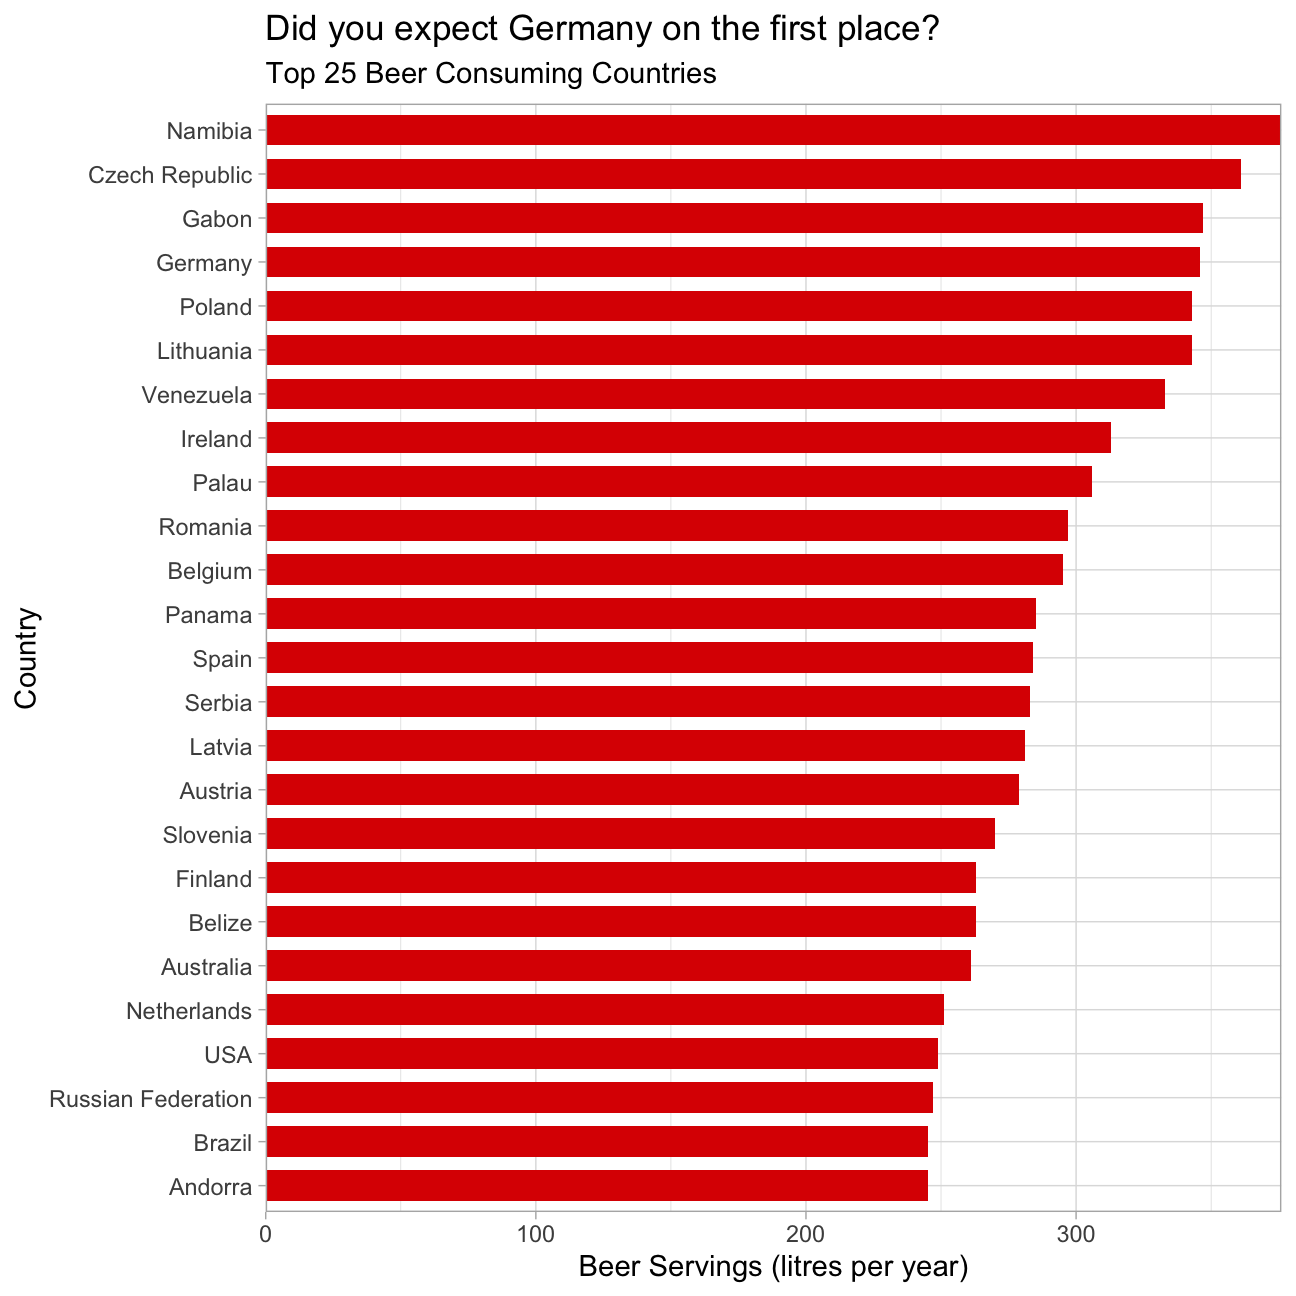 Did you expect Germany on the first place?
Top 25 Beer Consuming Countries
Namibia
Czech Republic
Gabon
Germany
Poland
Lithuania
Venezuela
Ireland
Palau
Romania
Belgium
Panama
Spain
Serbia
Latvia
Austria
Slovenia
Finland
Belize
Australia
Netherlands
USA
Russian Federation
Brazil
Andorra
Country
0 100 200 300
Beer Servings (litres per year)